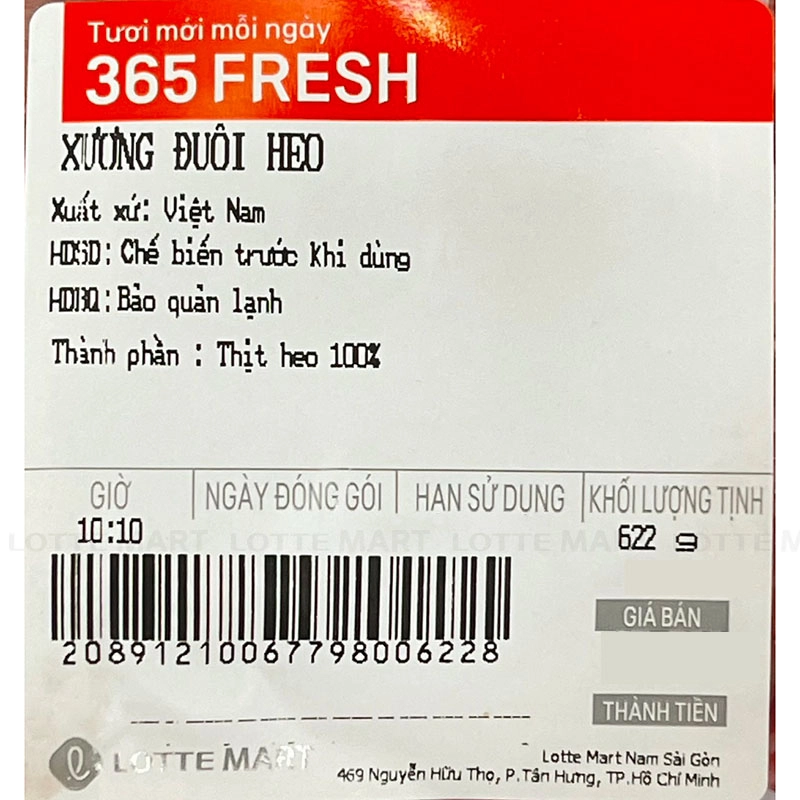 Tươi mới mỗi ngày
365 FRESH
XƯƠNG ĐUÔI HEO
Xuất xứ: Việt Nam
HDSD: Chế biến trước Khi dùng
HDBQ: Bảo quản lạnh
Thành phần : Thịt heo 100%
GIỜ NGÀY ĐÓNG GÓI HẠN SỬ DỤNG KHỐI LƯỢNG TỊNH
10:10 622 g
LOTTE MART LOTTE MART LOTTE MART LOTTE M
20891210067798006228
GIÁ BÁN
THÀNH TIỀN
LOTTE MART
Lotte Mart Nam Sài Gòn
469 Nguyễn Hữu Thọ, P.Tân Hưng, TP.Hồ Chí Minh